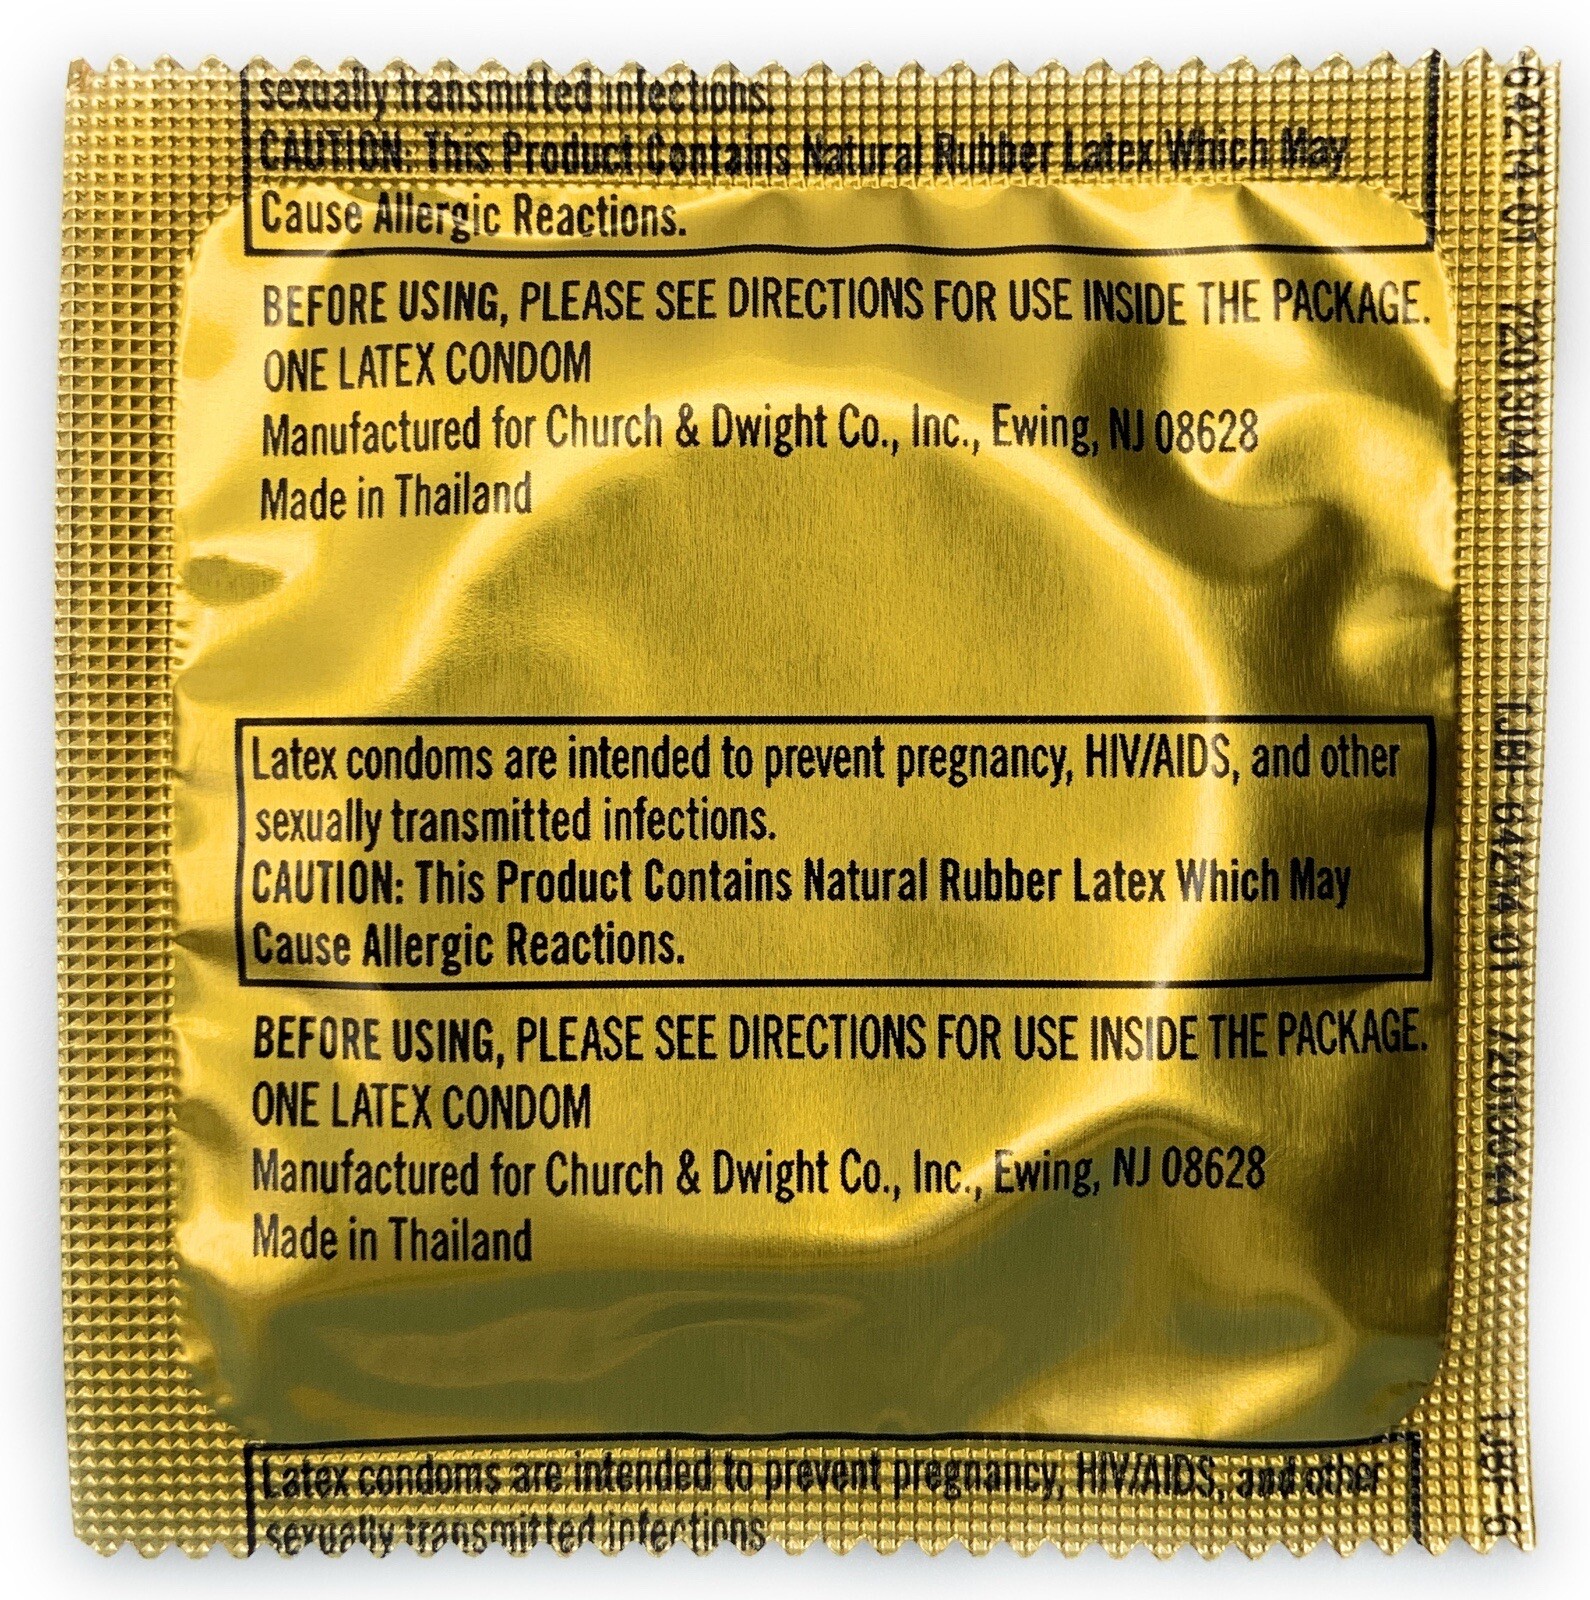 sexually transmitted infections.
CAUTION: This Product Contains Natural Rubber Latex Which May
Cause Allergic Reactions.
BEFORE USING, PLEASE SEE DIRECTIONS FOR USE INSIDE THE PACKAGE.
ONE LATEX CONDOM
Manufactured for Church & Dwight Co., Inc., Ewing, NJ 08628
Made in Thailand
Latex condoms are intended to prevent pregnancy, HIV/AIDS, and other
sexually transmitted infections.
CAUTION: This Product Contains Natural Rubber Latex Which May
Cause Allergic Reactions.
BEFORE USING, PLEASE SEE DIRECTIONS FOR USE INSIDE THE PACKAGE.
ONE LATEX CONDOM
Manufactured for Church & Dwight Co., Inc., Ewing, NJ 08628
Made in Thailand
Latex condoms are intended to prevent pregnancy, HIV/AIDS, and other
sexually transmitted infections